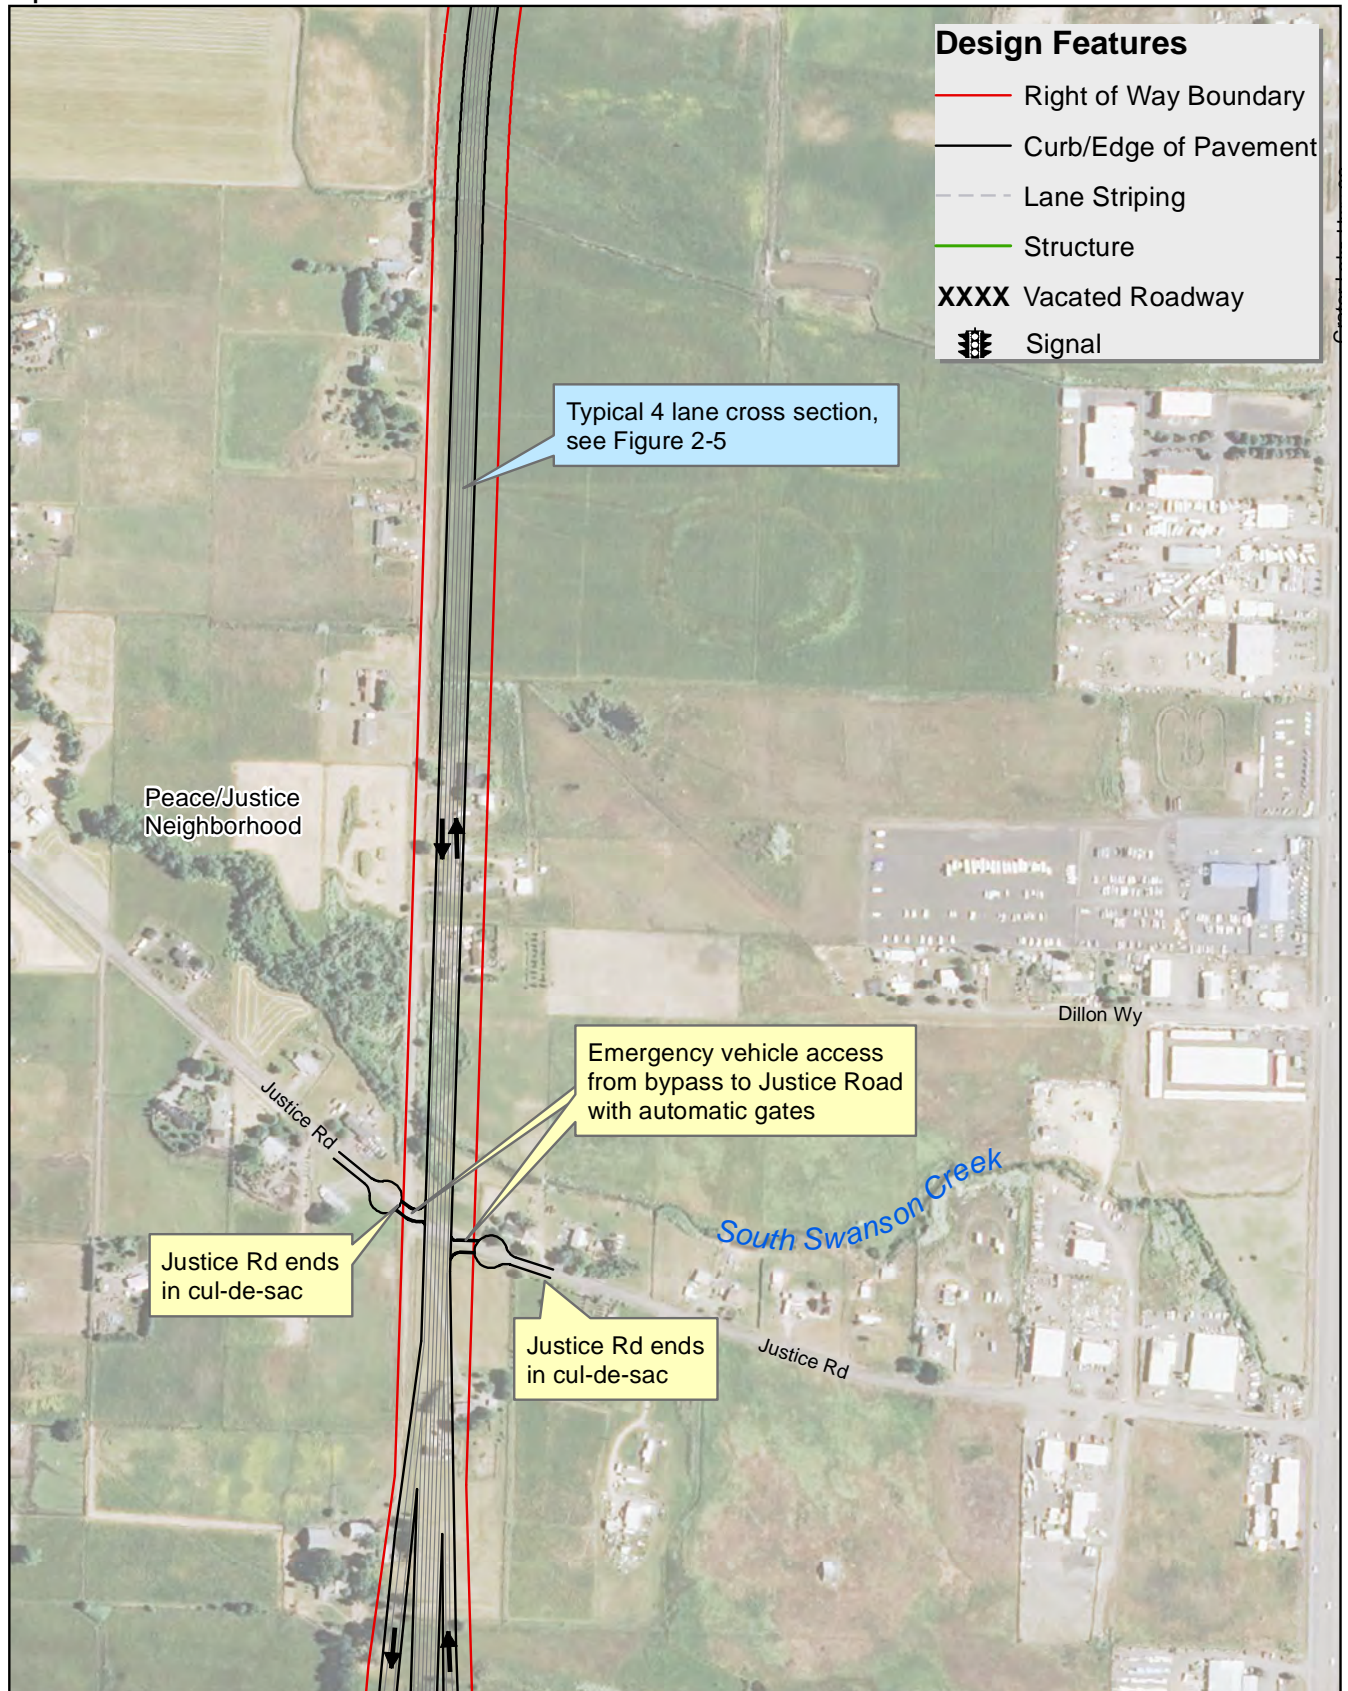 Design Features
Right of Way Boundary
Curb/Edge of Pavement
Lane Striping
Structure
XXXX Vacated Roadway
Signal
Typical 4 lane cross section,
see Figure 2-5
Peace/Justice
Neighborhood
Dillon Wy
Emergency vehicle access
from bypass to Justice Road
with automatic gates
Justice Rd
South Swanson Creek
Justice Rd ends
in cul-de-sac
Justice Rd ends
in cul-de-sac
Justice Rd